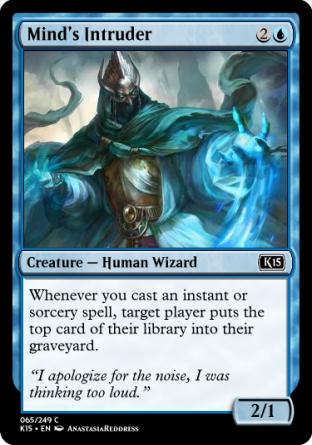 Mind's Intruder 2
Creature — Human Wizard K15
Whenever you cast an instant or
sorcery spell, target player puts the
top card of their library into their
graveyard.
"I apologize for the noise, I was
thinking too loud."
065/249 C
K15 • EN AnastasiaReddress
2/1